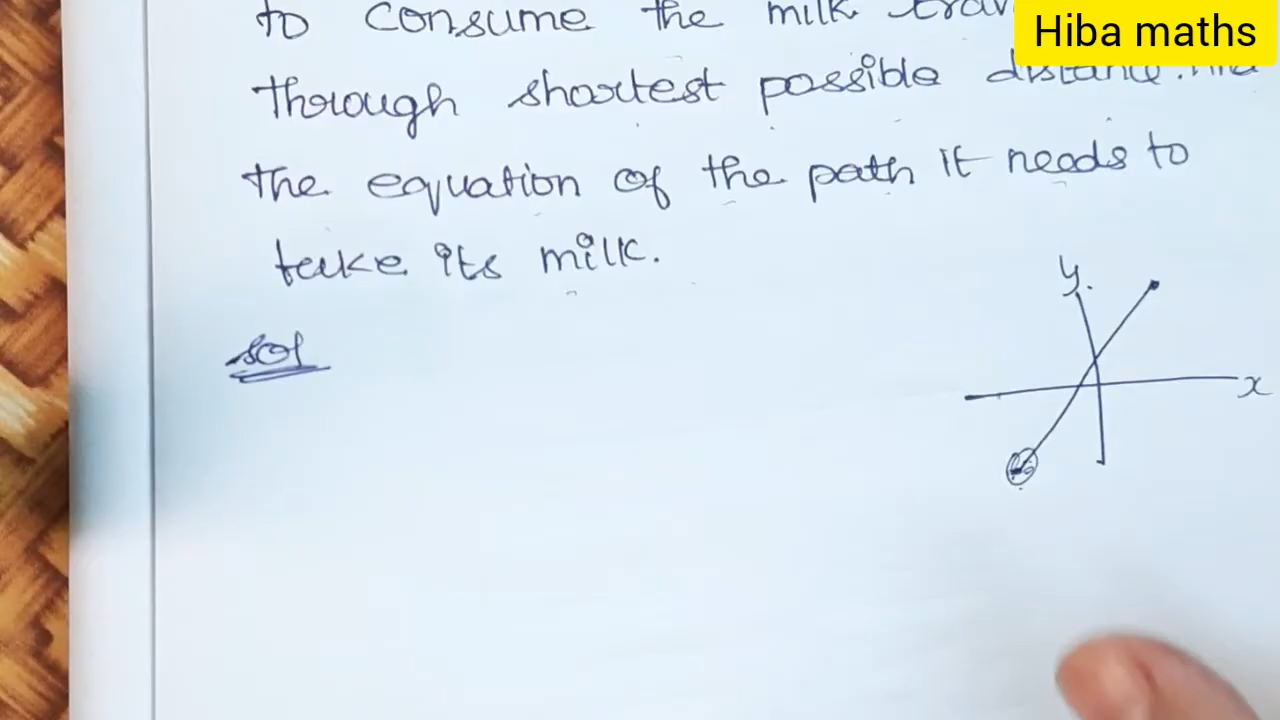 to consume the milk
Hiba maths
through shortest possible distance.
the equation of the path it needs to
take its milk.
sol
y.
x